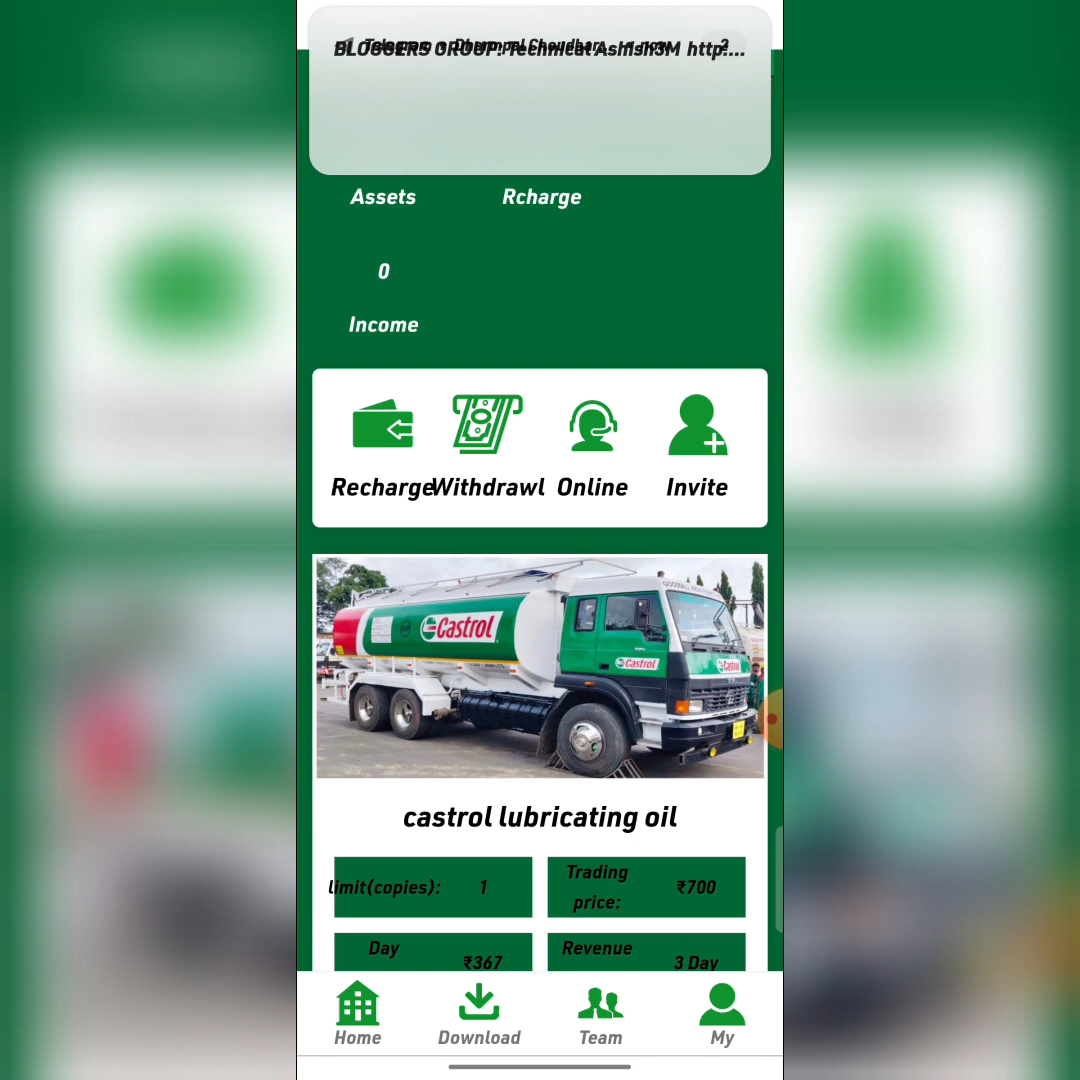 Assets
Rcharge
0
Income
Recharge
Withdrawl
Online
Invite
Castrol
Castrol
Castrol
castrol lubricating oil
limit(copies):
1
Trading
price:
₹700
Day
₹367
Revenue
3 Day
Home
Download
Team
My